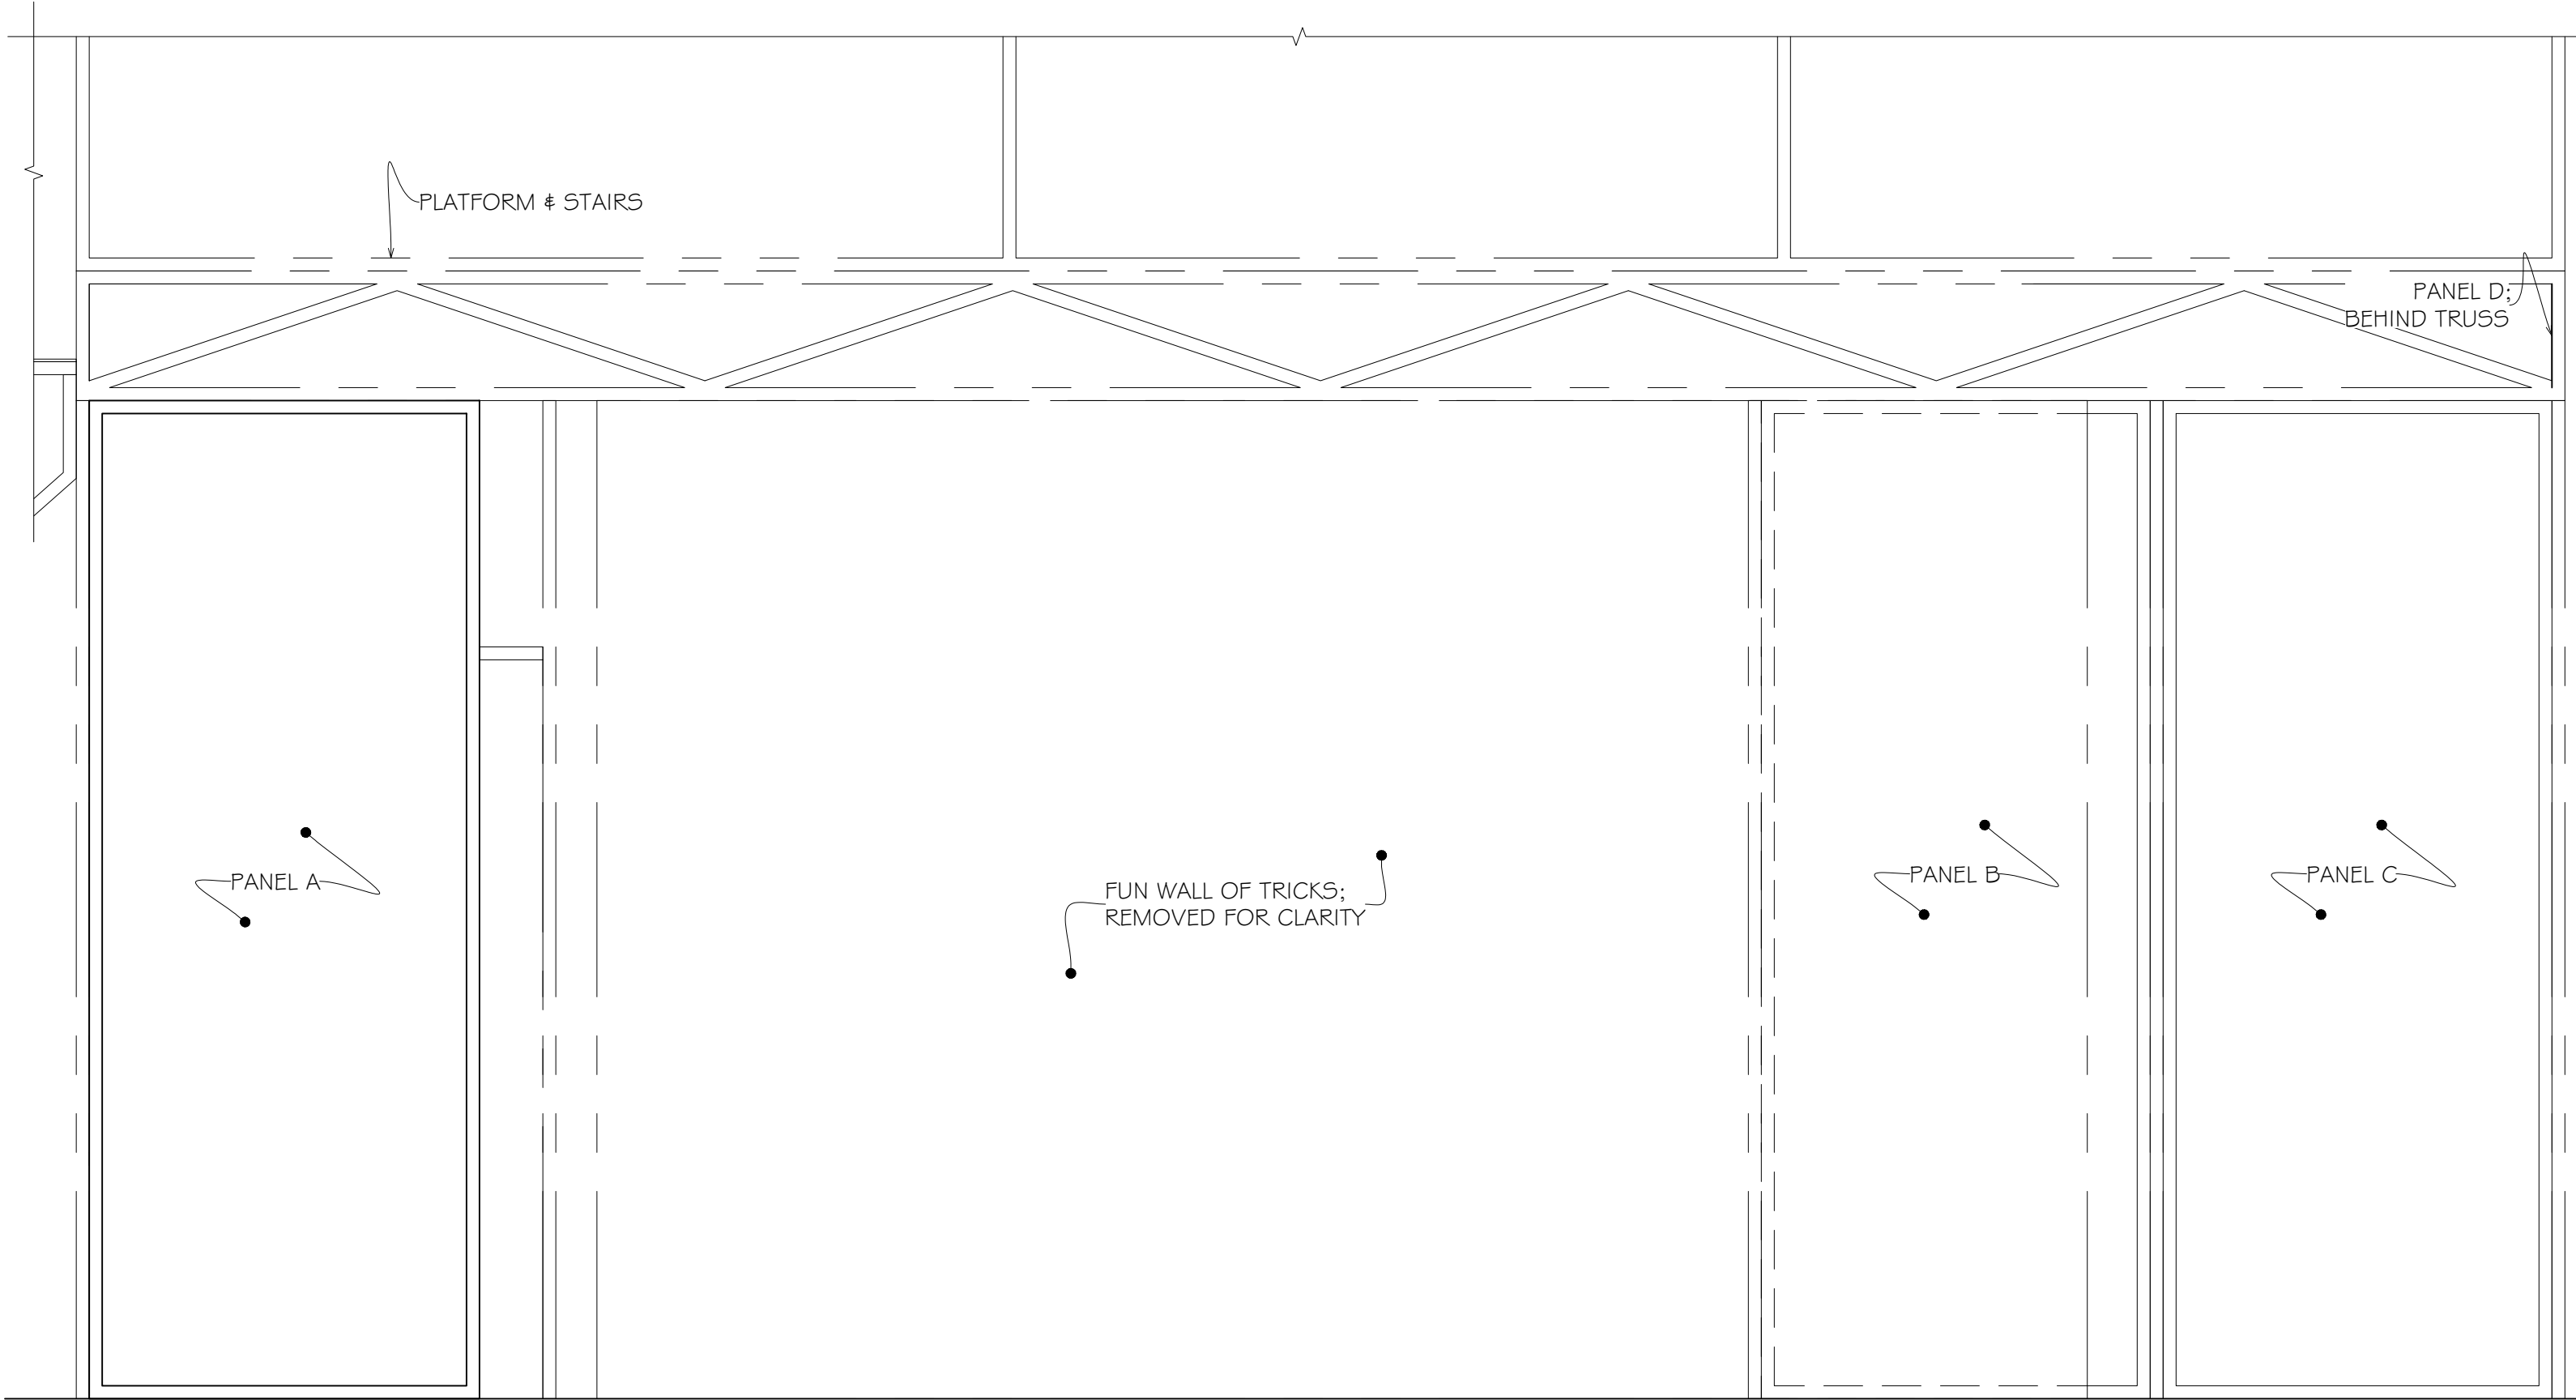 PLATFORM & STAIRS
PANEL D;
BEHIND TRUSS
PANEL A
FUN WALL OF TRICKS;
REMOVED FOR CLARITY
PANEL B
PANEL C